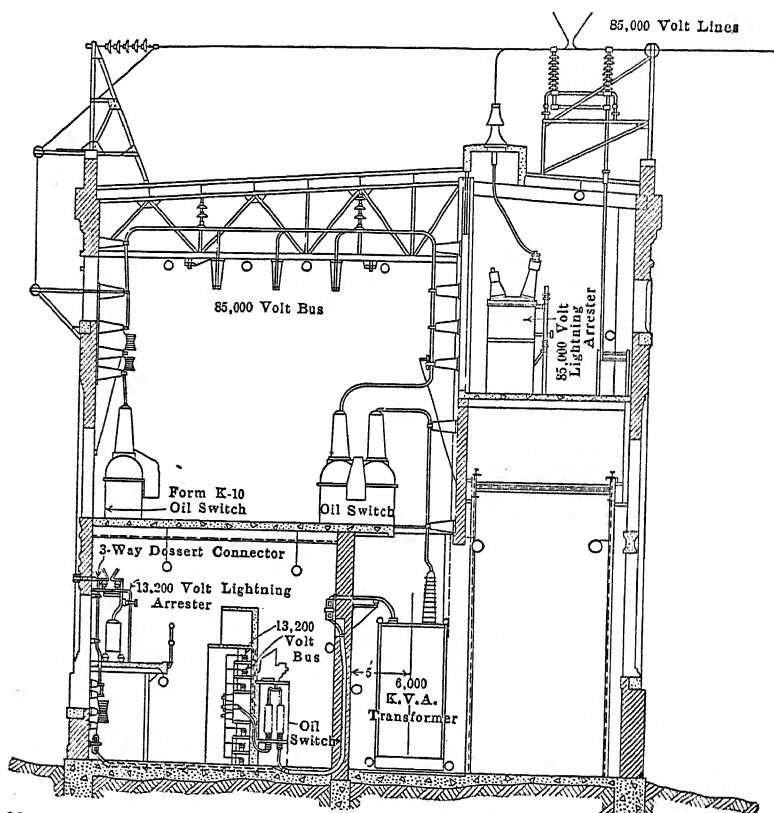 85,000 Volt Lines
85,000 Volt Bus
85,000 Volt
Lightning
Arrester
Form K-10
Oil Switch
Oil Switch
3-Way Dossert Connector
13,200 Volt Lightning
Arrester
13,200
Volt
Bus
5'
6,000
K.V.A.
Transformer
Oil
Switch